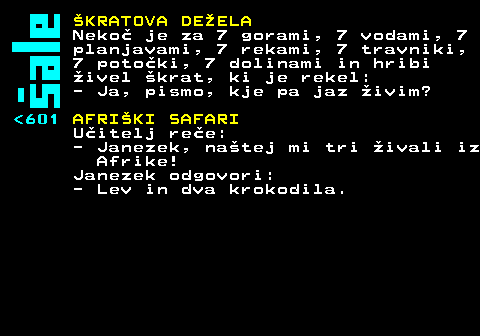 Šale
ŠKRATOVA DEŽELA
Nekoč je za 7 gorami, 7 vodami, 7
planjavami, 7 rekami, 7 travniki,
7 potočki, 7 dolinami in hribi
živel škrat, ki je rekel:
- Ja, pismo, kje pa jaz živim?
<601 AFRIŠKI SAFARI
Učitelj reče:
- Janezek, naštej mi tri živali iz
Afrike!
Janezek odgovori:
- Lev in dva krokodila.